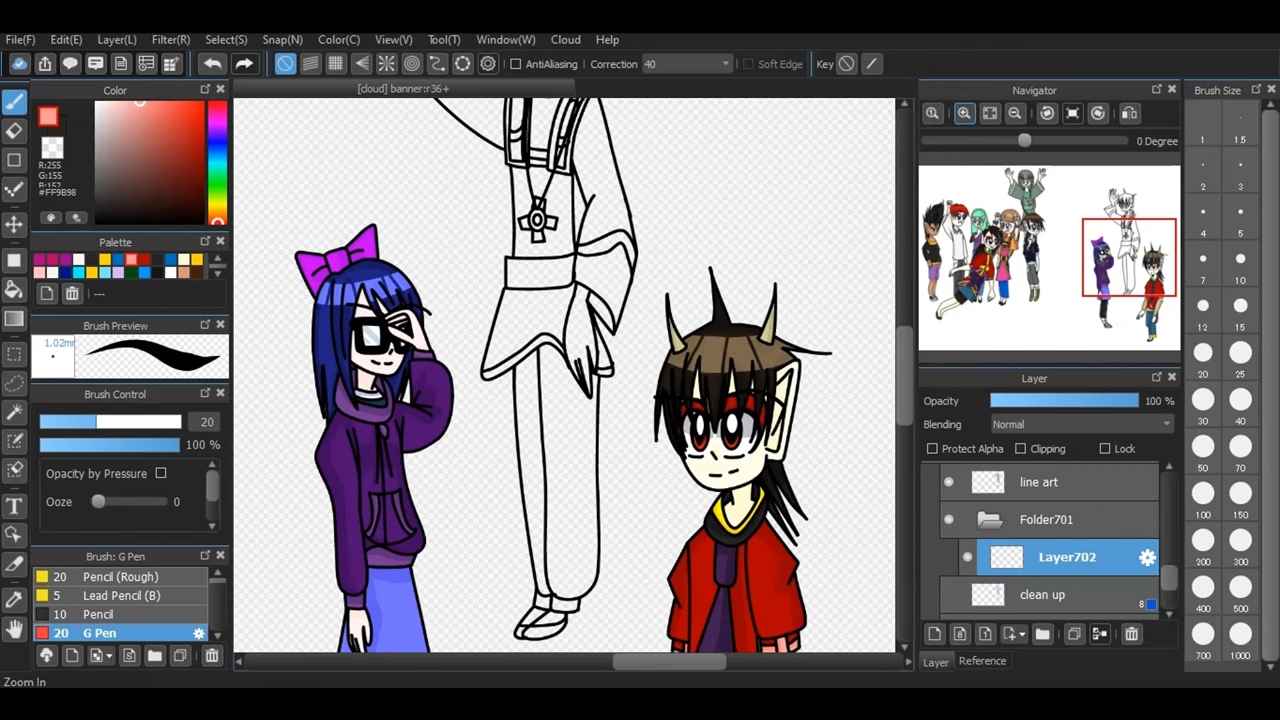 File(F) Edit(E) Layer(L) Filter(R) Select(S) Snap(N) Color(C) View(V) Tool(T) Window(W) Cloud Help
AntiAliasing Correction 40 Soft Edge Key
Color
[cloud] banner:r36+
Navigator
Brush Size
0 Degree
R:255
G:155
B:152
#FF9B98
Palette
---
Brush Preview
1.02mm
Brush Control
20
100 %
Opacity by Pressure
Ooze 0
Brush: G Pen
20 Pencil (Rough)
5 Lead Pencil (B)
10 Pencil
20 G Pen
Layer
Opacity 100 %
Blending Normal
Protect Alpha Clipping Lock
line art
Folder701
Layer702
clean up
8
Layer Reference
1 1.5
2 3
4 5
7 10
12 15
20 25
30 40
50 70
100 150
200 300
400 500
700 1000
Zoom In